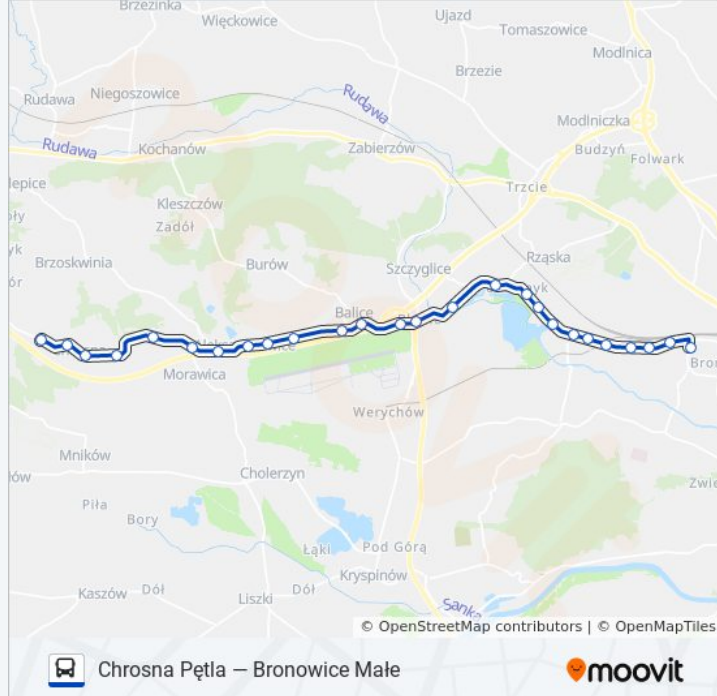 Brzezinka
Więckowice
Ujazd
Tomaszowice
Modlnica
Brzezie
Rudawa
Niegoszowice
Rudawa
Modlniczka
Rudawa
Kochanów
Zabierzów
Budzyń
Folwark
Trzcie
Kleszczów
Zadół
Brzoskwinia
Burów
Szczyglice
Rząska
Balice
Morawica
Werychów
Mników
Cholerzyn
Piła
Bory
Łąki
Pod Górą
Kryspinów
Kaszów
Dół
Liszki
Dół
Sanka
© OpenStreetMap contributors | © OpenMapTiles
Chrosna Pętla — Bronowice Małe
moovit